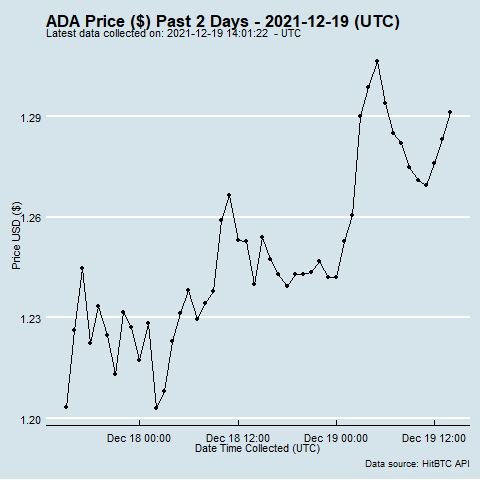 ADA Price ($) Past 2 Days - 2021-12-19 (UTC)
Latest data collected on: 2021-12-19 14:01:22  - UTC
Price USD ($)
1.29
1.26
1.23
1.20
Dec 18 00:00
Dec 18 12:00
Dec 19 00:00
Dec 19 12:00
Date Time Collected (UTC)
Data source: HitBTC API